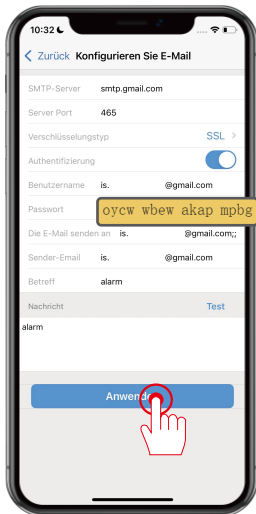 10:32
Zurück Konfigurieren Sie E-Mail
SMTP-Server smtp.gmail.com
Server Port 465
Verschlüsselungstyp SSL
Authentifizierung
Benutzername is. @gmail.com
Passwort oycw wbew akap mpbg
Die E-Mail senden an is. @gmail.com;;
Sender-Email is. @gmail.com
Betreff alarm
Nachricht Test
alarm
Anwenden